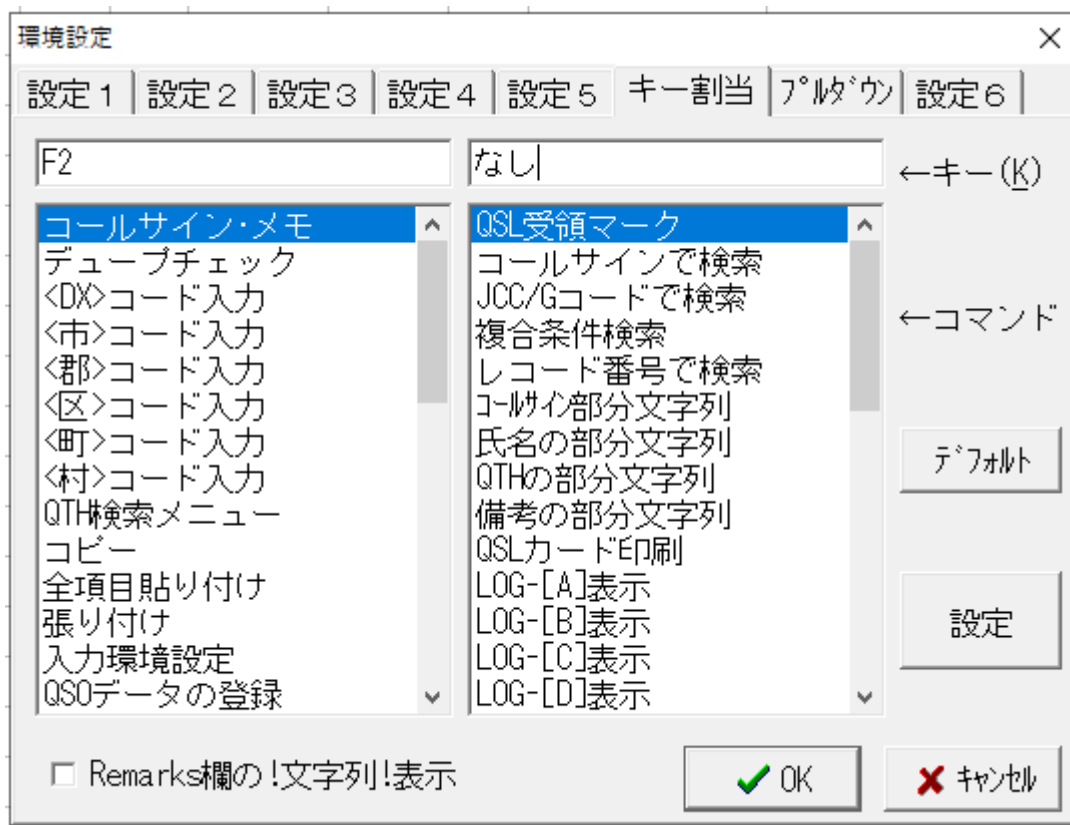 環境設定
設定1 設定2 設定3 設定4 設定5 キー割当 ﾌﾟﾙﾀﾞｳﾝ 設定6
F2 なし ←キー(K)
コールサイン･メモ
デュープチェック
<DX>コード入力
<市>コード入力
<郡>コード入力
<区>コード入力
<町>コード入力
<村>コード入力
QTH検索メニュー
コピー
全項目貼り付け
張り付け
入力環境設定
QSOデータの登録
QSL受領マーク
コールサインで検索
JCC/Gコードで検索
複合条件検索
レコード番号で検索
ｺｰﾙｻｲﾝ部分文字列
氏名の部分文字列
QTHの部分文字列
備考の部分文字列
QSLカード印刷
LOG-[A]表示
LOG-[B]表示
LOG-[C]表示
LOG-[D]表示
←コマンド
ﾃﾞﾌｫﾙﾄ
設定
Remarks欄の!文字列!表示
OK
ｷｬﾝｾﾙ